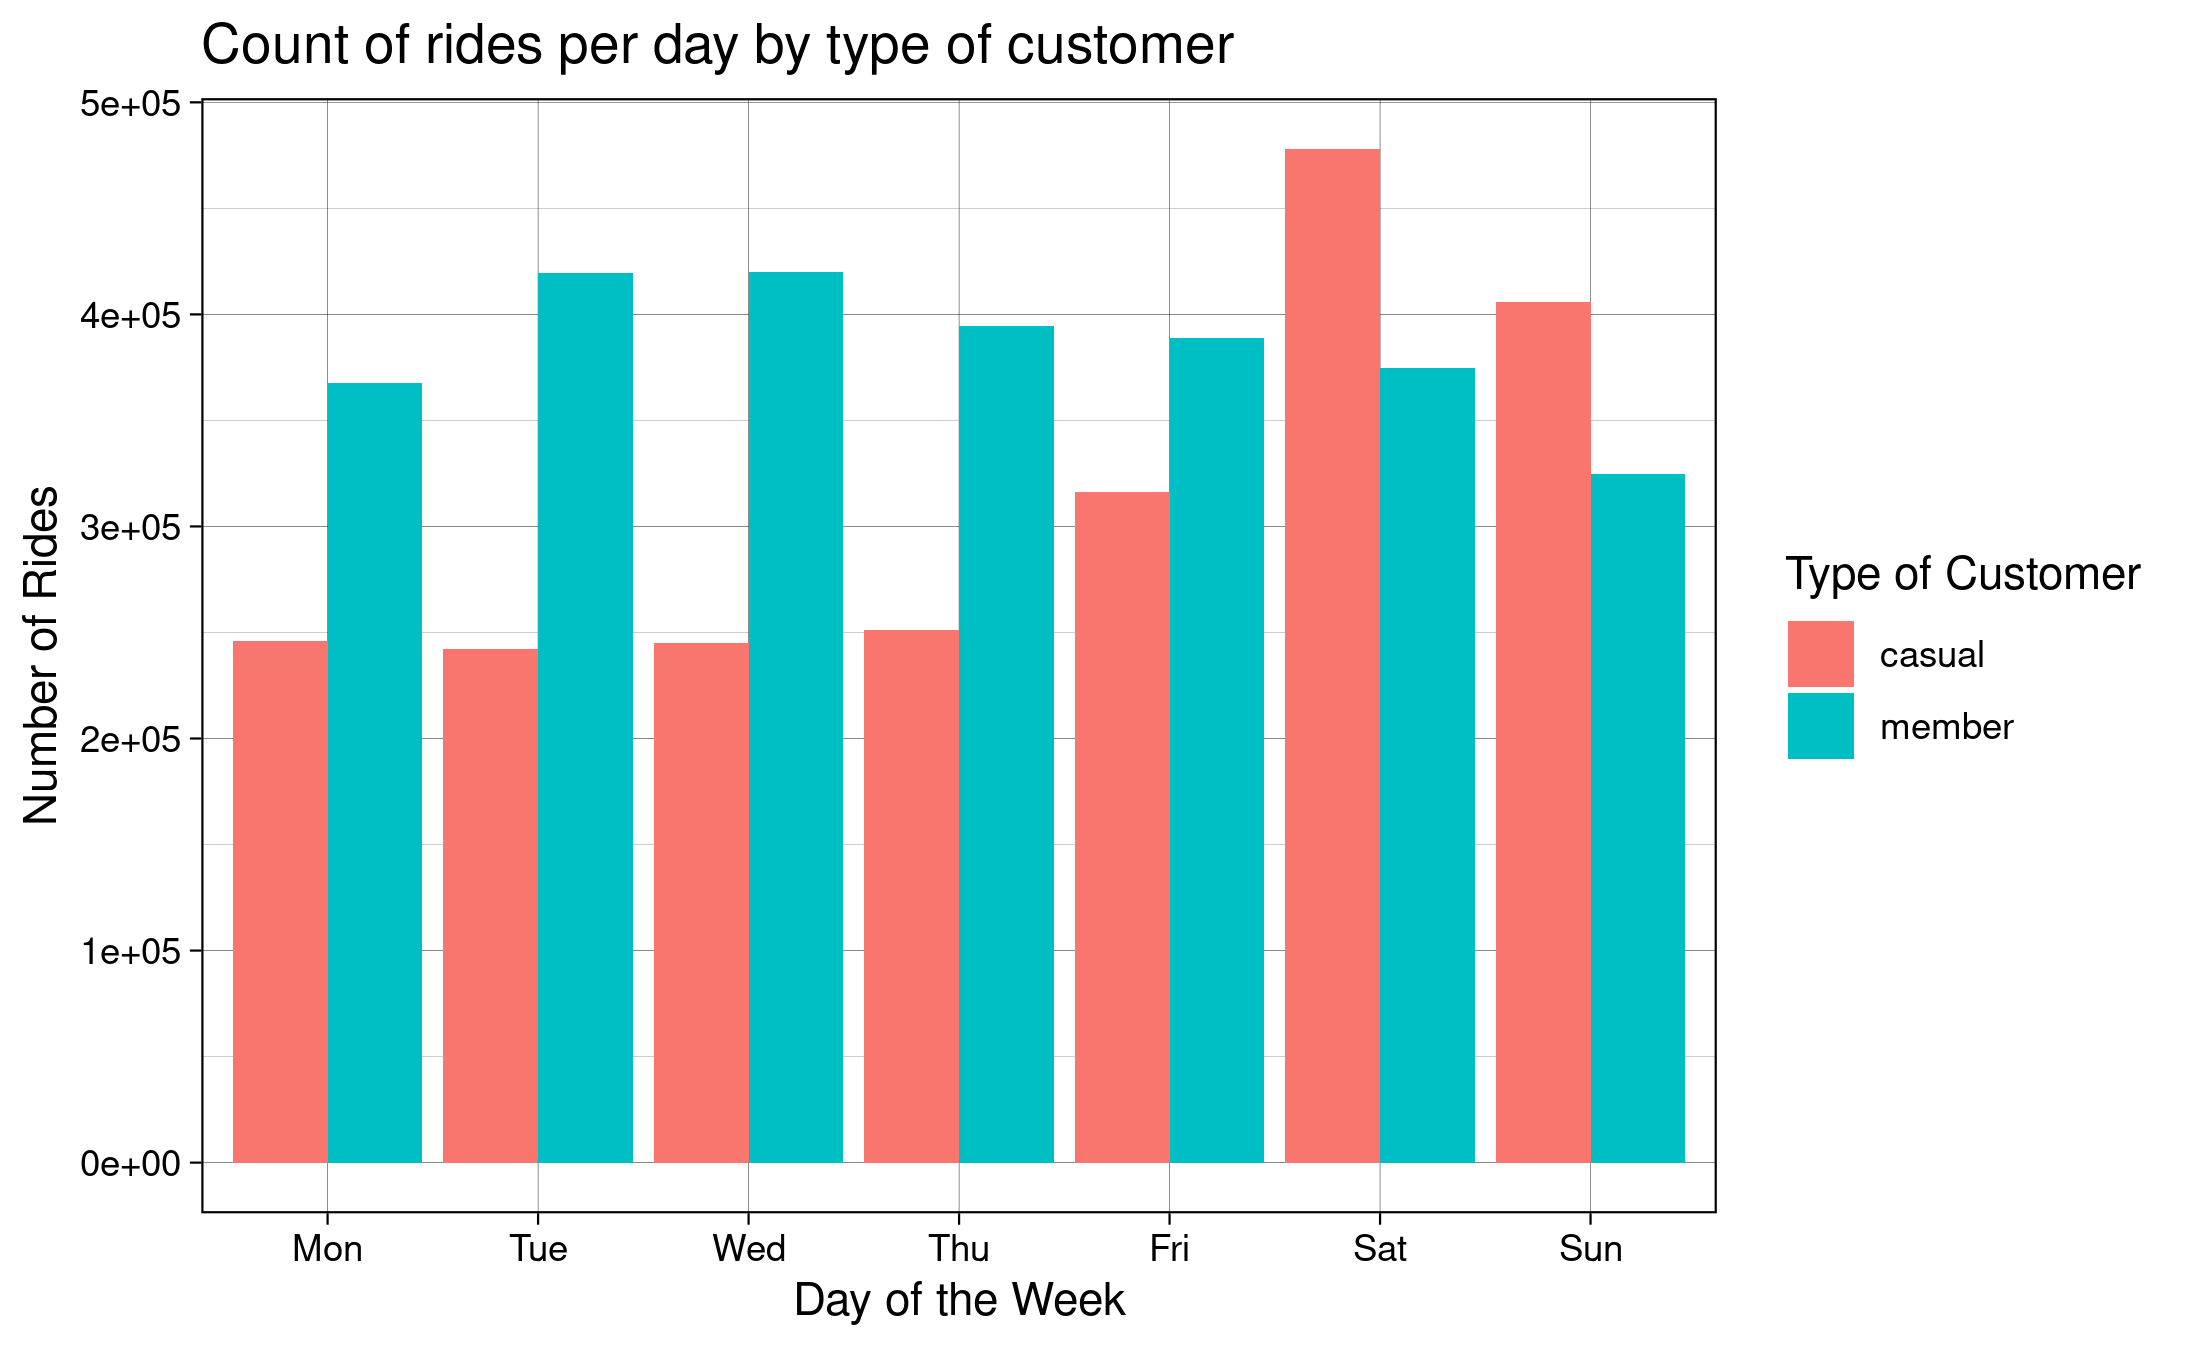 Count of rides per day by type of customer
5e+05
4e+05
3e+05
2e+05
1e+05
0e+00
Number of Rides
Mon Tue Wed Thu Fri Sat Sun
Day of the Week
Type of Customer
casual
member